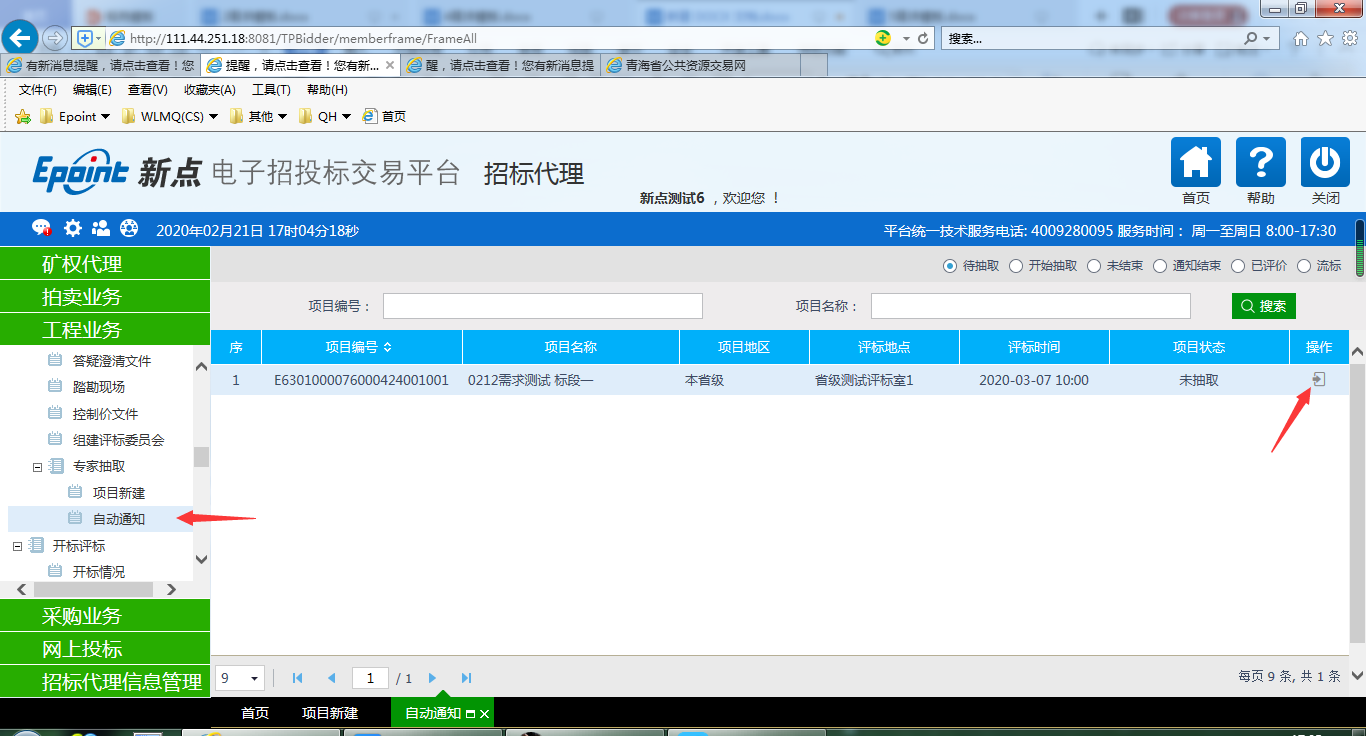 http://111.44.251.18:8081/TPBidder/memberframe/FrameAll
搜索...
有新消息提醒，请点击查看！您
提醒，请点击查看！您有新...
醒，请点击查看！您有新消息提
青海省公共资源交易网
文件(F) 编辑(E) 查看(V) 收藏夹(A) 工具(T) 帮助(H)
Epoint WLMQ(CS) 其他 QH 首页
Epoint 新点 电子招投标交易平台 招标代理
新点测试6 ，欢迎您 ！
首页 帮助 关闭
2020年02月21日 17时04分18秒
平台统一技术服务电话: 4009280095 服务时间： 周一至周日 8:00-17:30
矿权代理
拍卖业务
工程业务
答疑澄清文件
踏勘现场
控制价文件
组建评标委员会
专家抽取
项目新建
自动通知
开标评标
开标情况
采购业务
网上投标
招标代理信息管理
待抽取 开始抽取 未结束 通知结束 已评价 流标
项目编号： 项目名称： 搜索
序 项目编号 项目名称 项目地区 评标地点 评标时间 项目状态 操作
1 E6301000076000424001001 0212需求测试 标段一 本省级 省级测试评标室1 2020-03-07 10:00 未抽取
9 1 / 1 每页 9 条, 共 1 条
首页 项目新建 自动通知